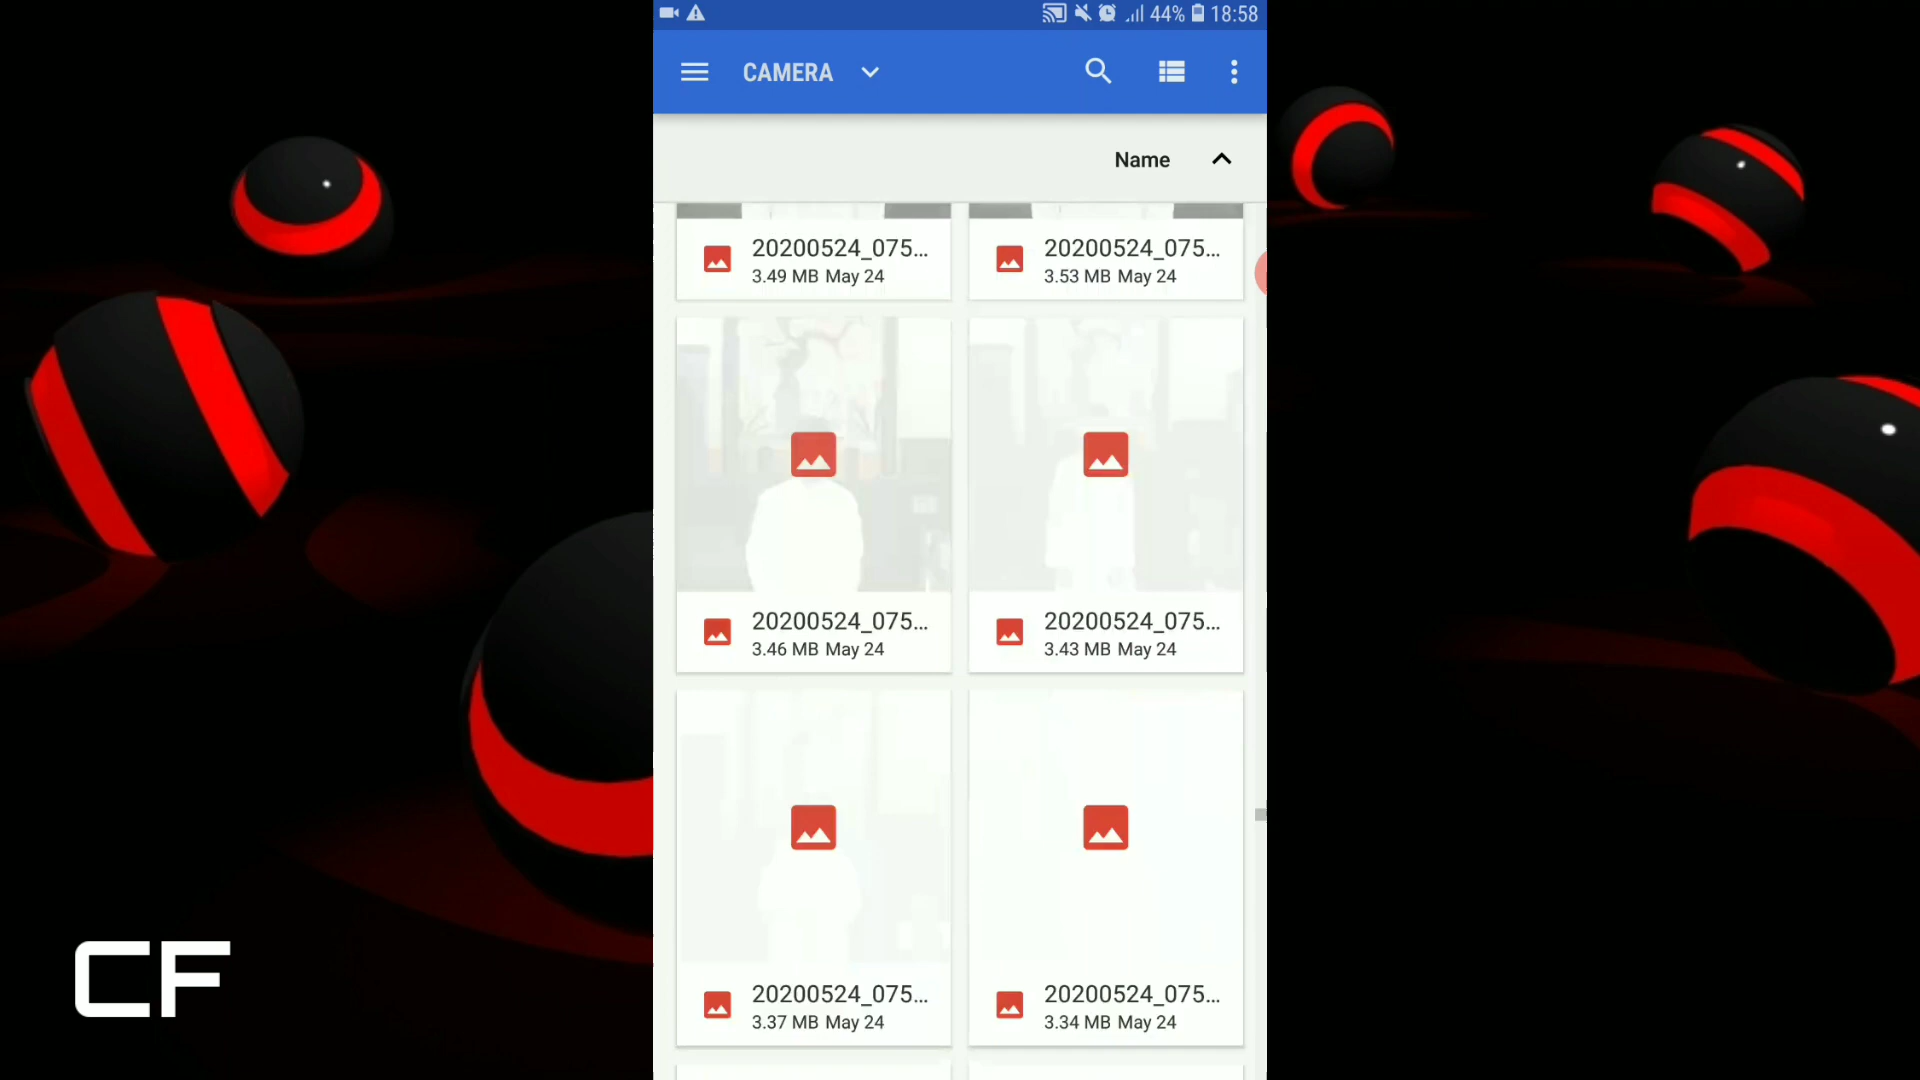 44% 18:58
CAMERA
Name
20200524_075...
3.49 MB May 24
20200524_075...
3.53 MB May 24
20200524_075...
3.46 MB May 24
20200524_075...
3.43 MB May 24
20200524_075...
3.37 MB May 24
20200524_075...
3.34 MB May 24
CF